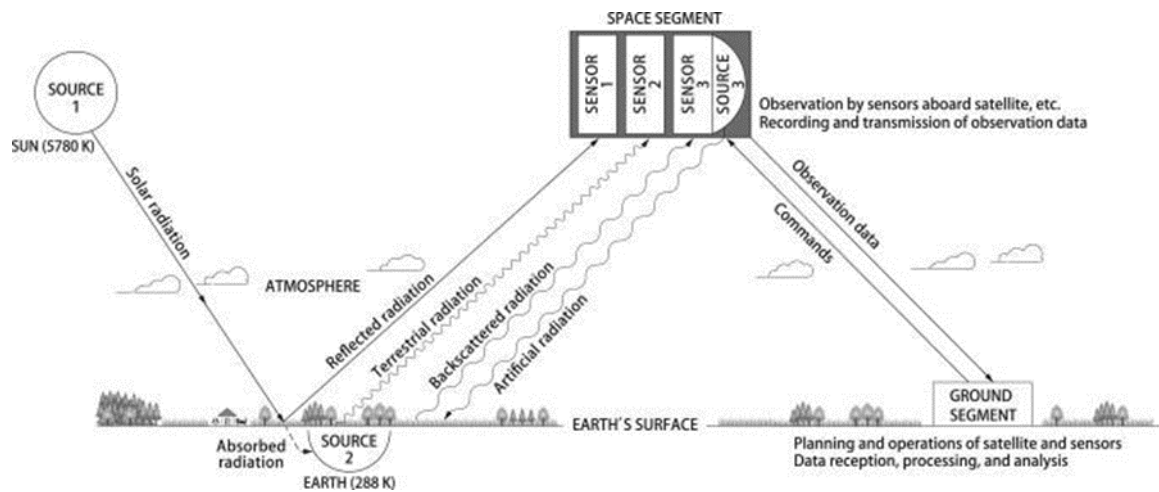 SPACE SEGMENT
SOURCE
1
SUN (5780 K)
SENSOR
1
SENSOR
2
SENSOR
3
SOURCE
3
Observation by sensors aboard satellite, etc.
Recording and transmission of observation data
Solar radiation
ATMOSPHERE
Reflected radiation
Terrestrial radiation
Backscattered radiation
Artificial radiation
Observation data
Commands
Absorbed
radiation
SOURCE
2
EARTH (288 K)
EARTH´S SURFACE
GROUND
SEGMENT
Planning and operations of satellite and sensors
Data reception, processing, and analysis